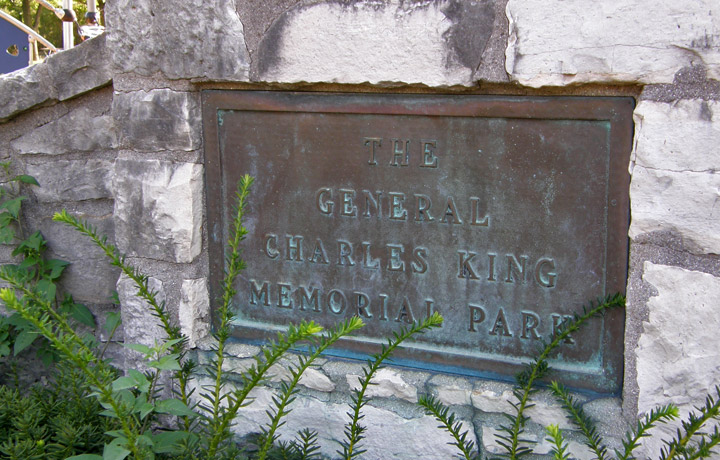 THE
GENERAL
CHARLES KING
MEMORIAL PARK